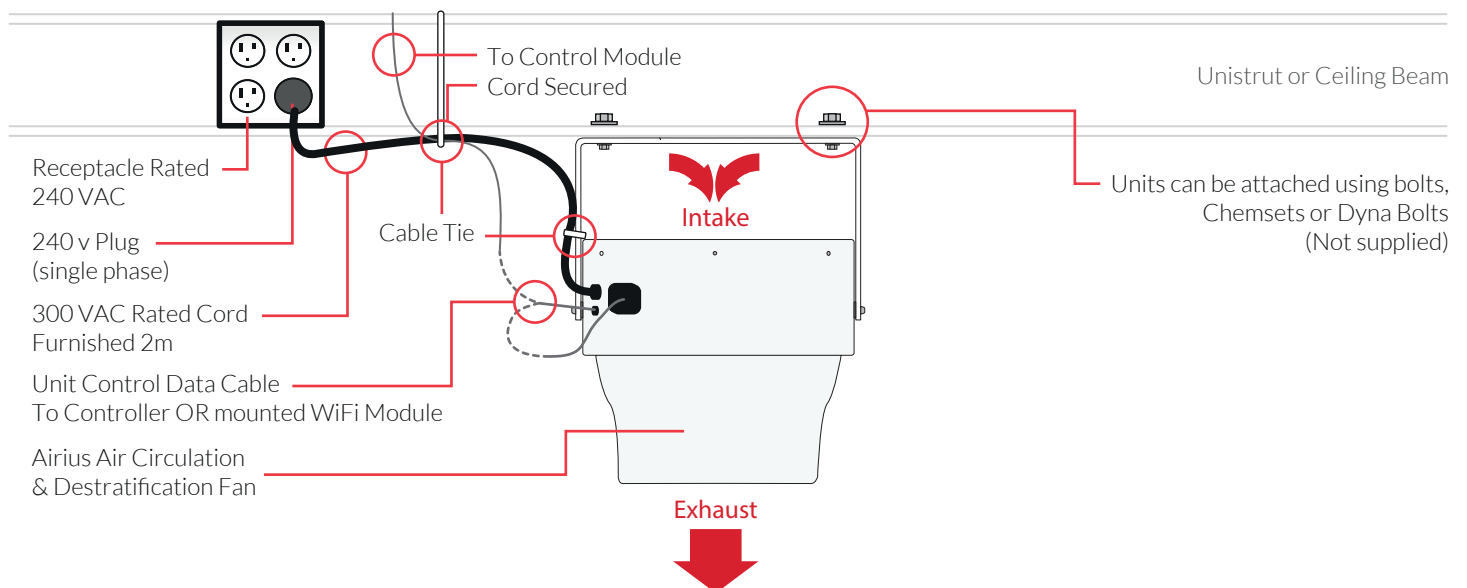 To Control Module
Cord Secured
Unistrut or Ceiling Beam
Receptacle Rated
240 VAC
240 v Plug
(single phase)
300 VAC Rated Cord
Furnished 2m
Unit Control Data Cable
To Controller OR mounted WiFi Module
Airius Air Circulation
& Destratification Fan
Cable Tie
Intake
Units can be attached using bolts,
Chemsets or Dyna Bolts
(Not supplied)
Exhaust